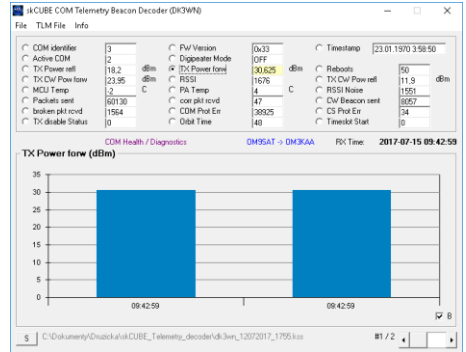 skCUBE COM Telemetry Beacon Decoder (DK3WN)
File TLM File Info
COM identifier 3 FW Version 0x33 Timestamp 23.01.1970 3:58:50
Active COM 2 Digipeater Mode OFF
TX Power refl 18,2 dBm TX Power forw 30,625 dBm Reboots 50
TX CW Pow forw 23,95 dBm RSSI 1676 TX CW Pow refl 11,9 dBm
MCU Temp -2 C PA Temp 4 C RSSI Noise 1551
Packets sent 60130 corr pkt rcvd 47 CW Beacon sent 8057
broken pkt rcvd 1564 COM Prot Err 38925 CS Prot Err 34
TX disable Status 0 Orbit Time 48 Timeslot Start 0
COM Health / Diagnostics OM9SAT -> OM3KAA RX Time: 2017-07-15 09:42:59
TX Power forw (dBm)
35
30
25
20
15
10
5
0
09:42:59 09:42:59
B
S C:\Dokumenty\Druzicka\skCUBE_Telemetry_decoder\dk3wn_12072017_1755.kss #1 / 2